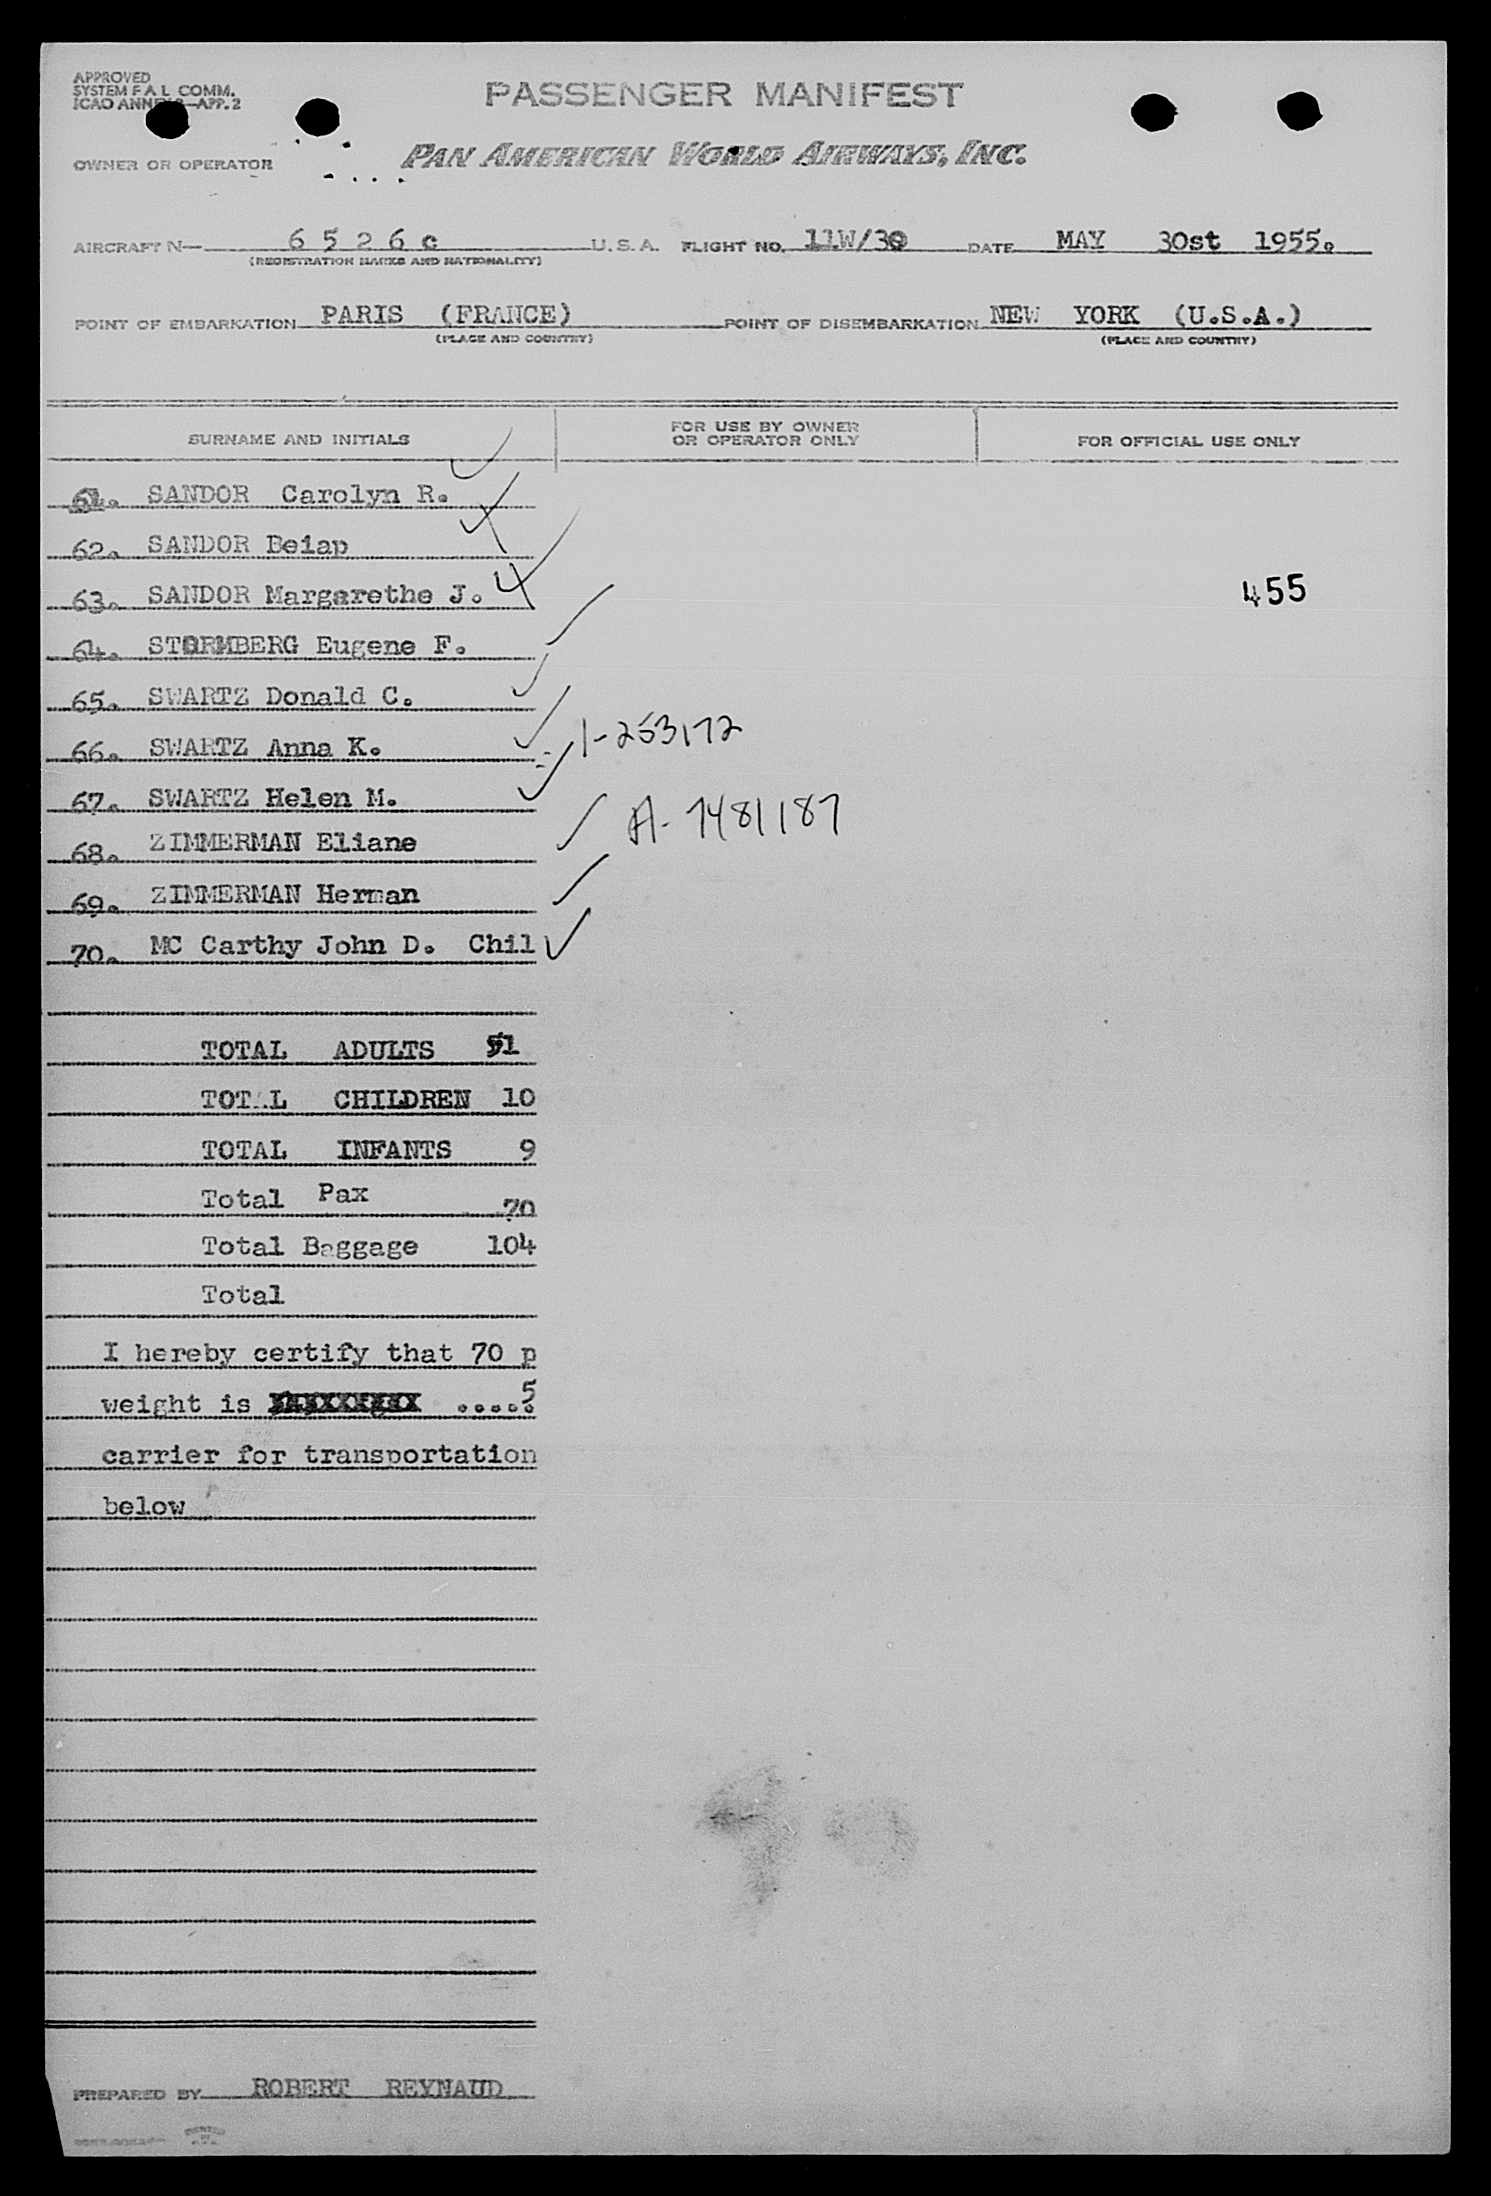 APPROVED
SYSTEM F A L COMM.
ICAO ANNEX 9—APP. 2
PASSENGER MANIFEST
OWNER OR OPERATOR
PAN AMERICAN WORLD AIRWAYS, INC.
AIRCRAFT N— 6 5 2 6 c U.S.A. FLIGHT NO. 11W/30 DATE MAY 30st 1955.
(REGISTRATION MARKS AND NATIONALITY)
POINT OF EMBARKATION PARIS (FRANCE) POINT OF DISEMBARKATION NEW YORK (U.S.A.)
(PLACE AND COUNTRY) (PLACE AND COUNTRY)
SURNAME AND INITIALS FOR USE BY OWNER OR OPERATOR ONLY FOR OFFICIAL USE ONLY
61. SANDOR Carolyn R.
62. SANDOR Beiap
63. SANDOR Margarethe J. 455
64. STORMBERG Eugene F.
65. SWARTZ Donald C.
66. SWARTZ Anna K. 1-253172
67. SWARTZ Helen M.
68. ZIMMERMAN Eliane A-7481187
69. ZIMMERMAN Herman
70. MC Carthy John D. Chil
TOTAL ADULTS 51
TOTAL CHILDREN 10
TOTAL INFANTS 9
Total Pax 70
Total Baggage 104
Total
I hereby certify that 70 p
weight is .....5
carrier for transportation
below
PREPARED BY ROBERT REYNAUD
PRINTED